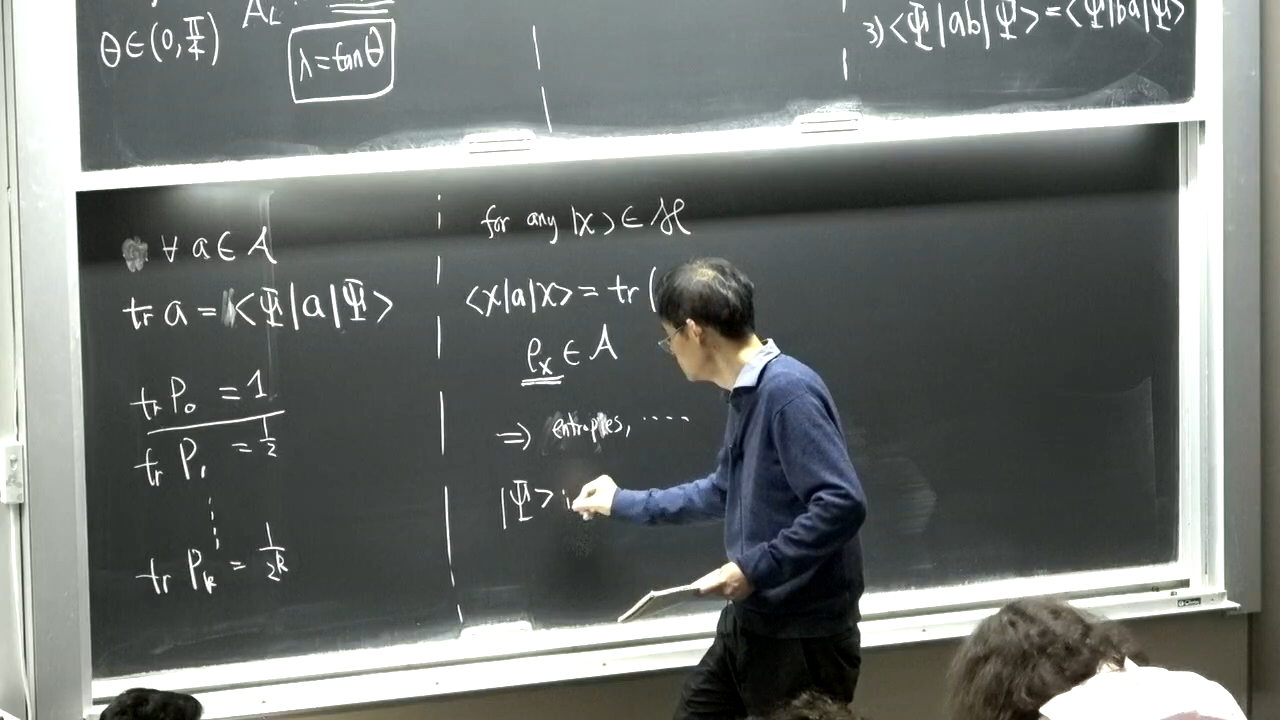 θ∈(0,π/4) A_L
λ=tanθ
3) <Ψ|ab|Ψ>=<Ψ|ba|Ψ>
∀ a∈A
tr a = <Ψ|a|Ψ>
tr P₀ = 1
tr P₁ = 1/2
⋮
tr P_k = 1/2^k
for any |x>∈ℋ
<x|a|x> = tr (
ρ_x ∈ A
⇒ entropies, ....
|Ψ> i